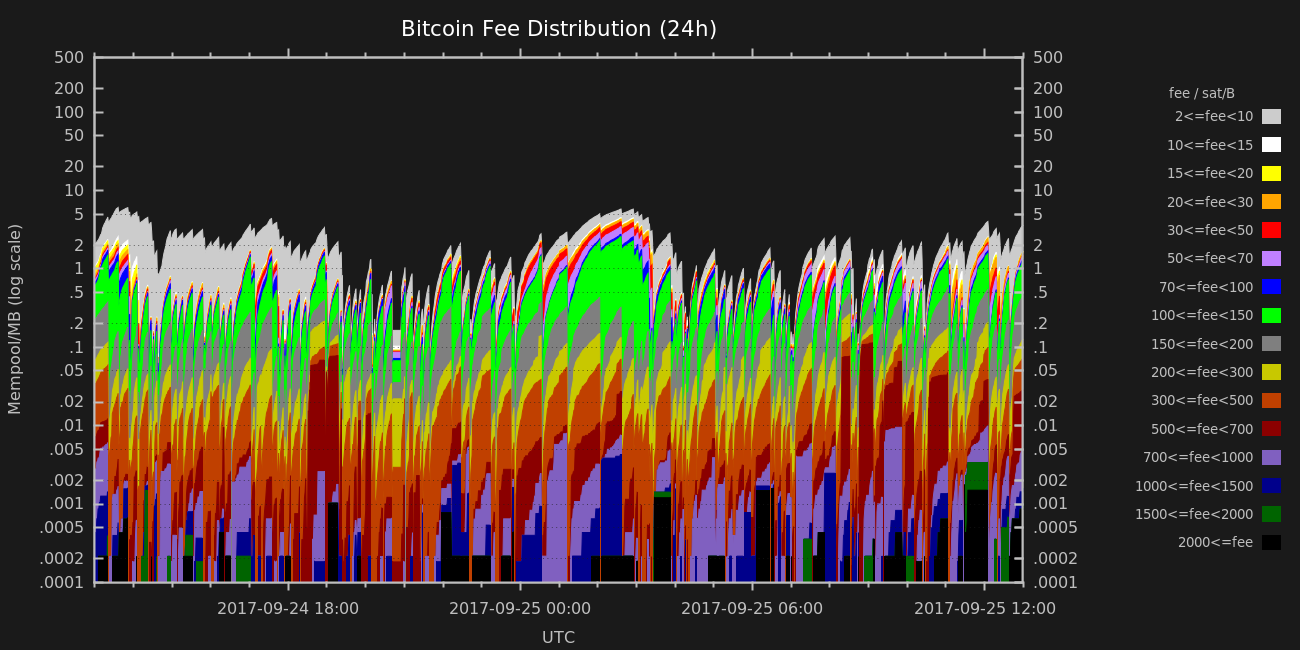 Bitcoin Fee Distribution (24h)
500
200
100
50
20
10
5
2
1
.5
.2
.1
.05
.02
.01
.005
.002
.001
.0005
.0002
.0001
Mempool/MB (log scale)
500
200
100
50
20
10
5
2
1
.5
.2
.1
.05
.02
.01
.005
.002
.001
.0005
.0002
.0001
2017-09-24 18:00 2017-09-25 00:00 2017-09-25 06:00 2017-09-25 12:00
UTC
fee / sat/B
2<=fee<10
10<=fee<15
15<=fee<20
20<=fee<30
30<=fee<50
50<=fee<70
70<=fee<100
100<=fee<150
150<=fee<200
200<=fee<300
300<=fee<500
500<=fee<700
700<=fee<1000
1000<=fee<1500
1500<=fee<2000
2000<=fee